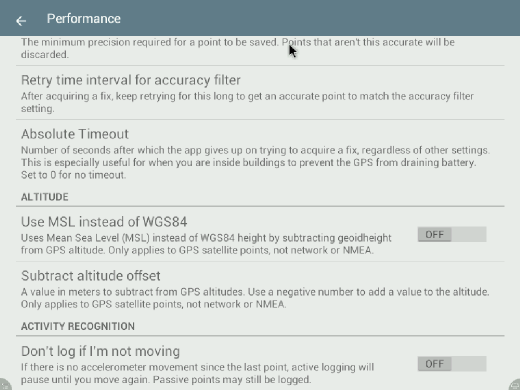 Performance
The minimum precision required for a point to be saved. Points that aren't this accurate will be
discarded.
Retry time interval for accuracy filter
After acquiring a fix, keep retrying for this long to get an accurate point to match the accuracy filter
setting.
Absolute Timeout
Number of seconds after which the app gives up on trying to acquire a fix, regardless of other settings.
This is especially useful for when you are inside buildings to prevent the GPS from draining battery.
Set to 0 for no timeout.
ALTITUDE
Use MSL instead of WGS84
Uses Mean Sea Level (MSL) instead of WGS84 height by subtracting geoidheight
from GPS altitude. Only applies to GPS satellite points, not network or NMEA.
OFF
Subtract altitude offset
A value in meters to subtract from GPS altitudes. Use a negative number to add a value to the altitude.
Only applies to GPS satellite points, not network or NMEA.
ACTIVITY RECOGNITION
Don't log if I'm not moving
If there is no accelerometer movement since the last point, active logging will
pause until you move again. Passive points may still be logged.
OFF